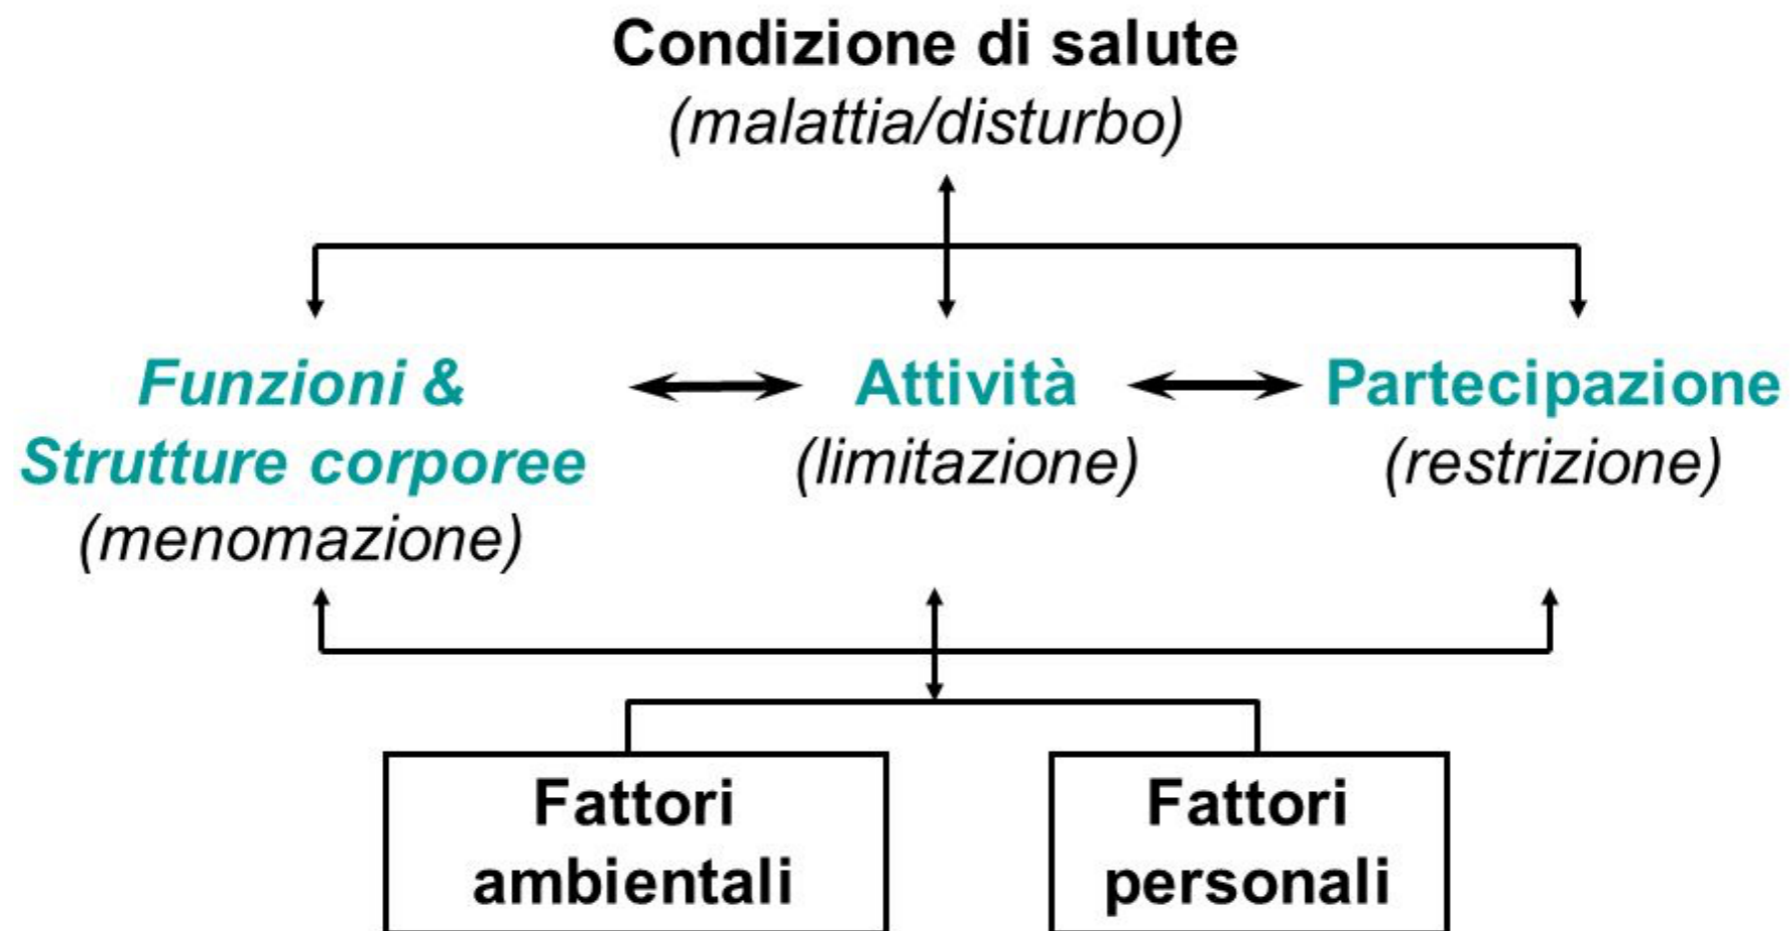 Condizione di salute
(malattia/disturbo)
Funzioni &
Strutture corporee
(menomazione)
Attività
(limitazione)
Partecipazione
(restrizione)
Fattori
ambientali
Fattori
personali